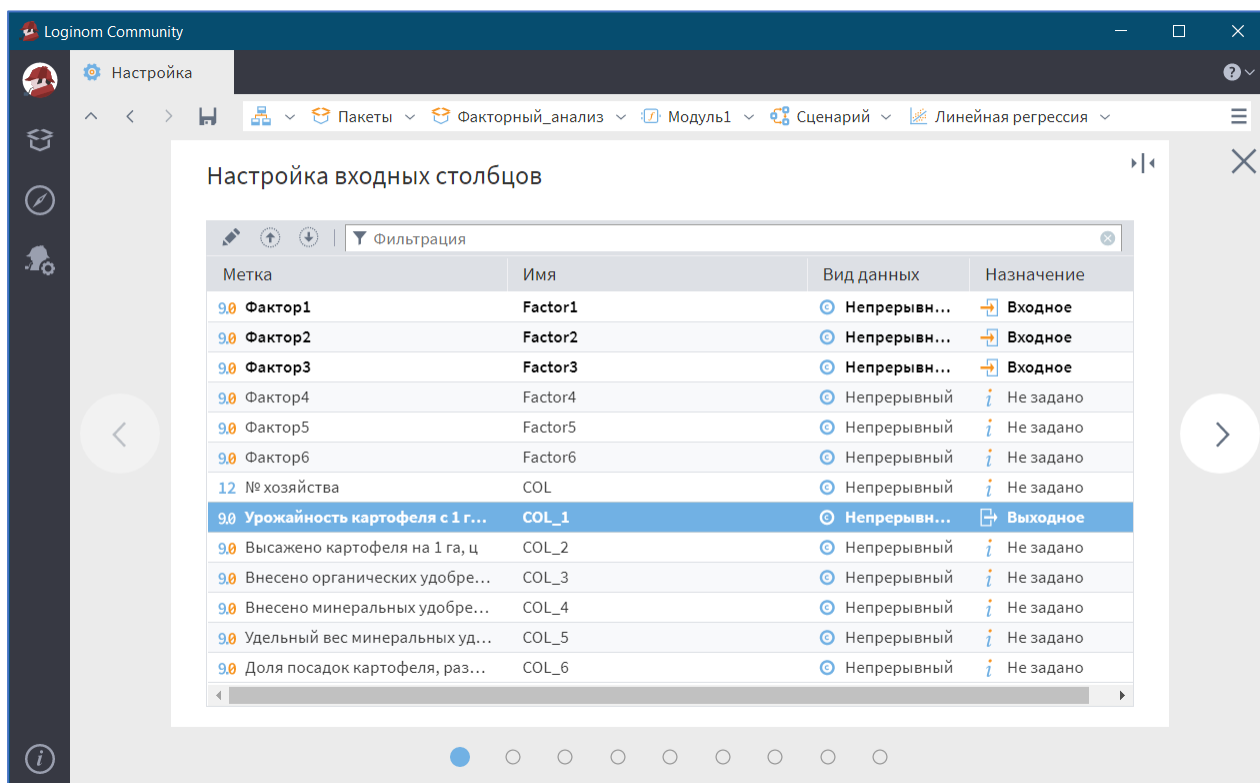 Loginom Community
Настройка
Пакеты Факторный_анализ Модуль1 Сценарий Линейная регрессия
Настройка входных столбцов
Фильтрация
Метка Имя Вид данных Назначение
9.0 Фактор1 Factor1 Непрерывн... Входное
9.0 Фактор2 Factor2 Непрерывн... Входное
9.0 Фактор3 Factor3 Непрерывн... Входное
9.0 Фактор4 Factor4 Непрерывный Не задано
9.0 Фактор5 Factor5 Непрерывный Не задано
9.0 Фактор6 Factor6 Непрерывный Не задано
12 № хозяйства COL Непрерывный Не задано
9.0 Урожайность картофеля с 1 г... COL_1 Непрерывн... Выходное
9.0 Высажено картофеля на 1 га, ц COL_2 Непрерывный Не задано
9.0 Внесено органических удобре... COL_3 Непрерывный Не задано
9.0 Внесено минеральных удобре... COL_4 Непрерывный Не задано
9.0 Удельный вес минеральных уд... COL_5 Непрерывный Не задано
9.0 Доля посадок картофеля, раз... COL_6 Непрерывный Не задано